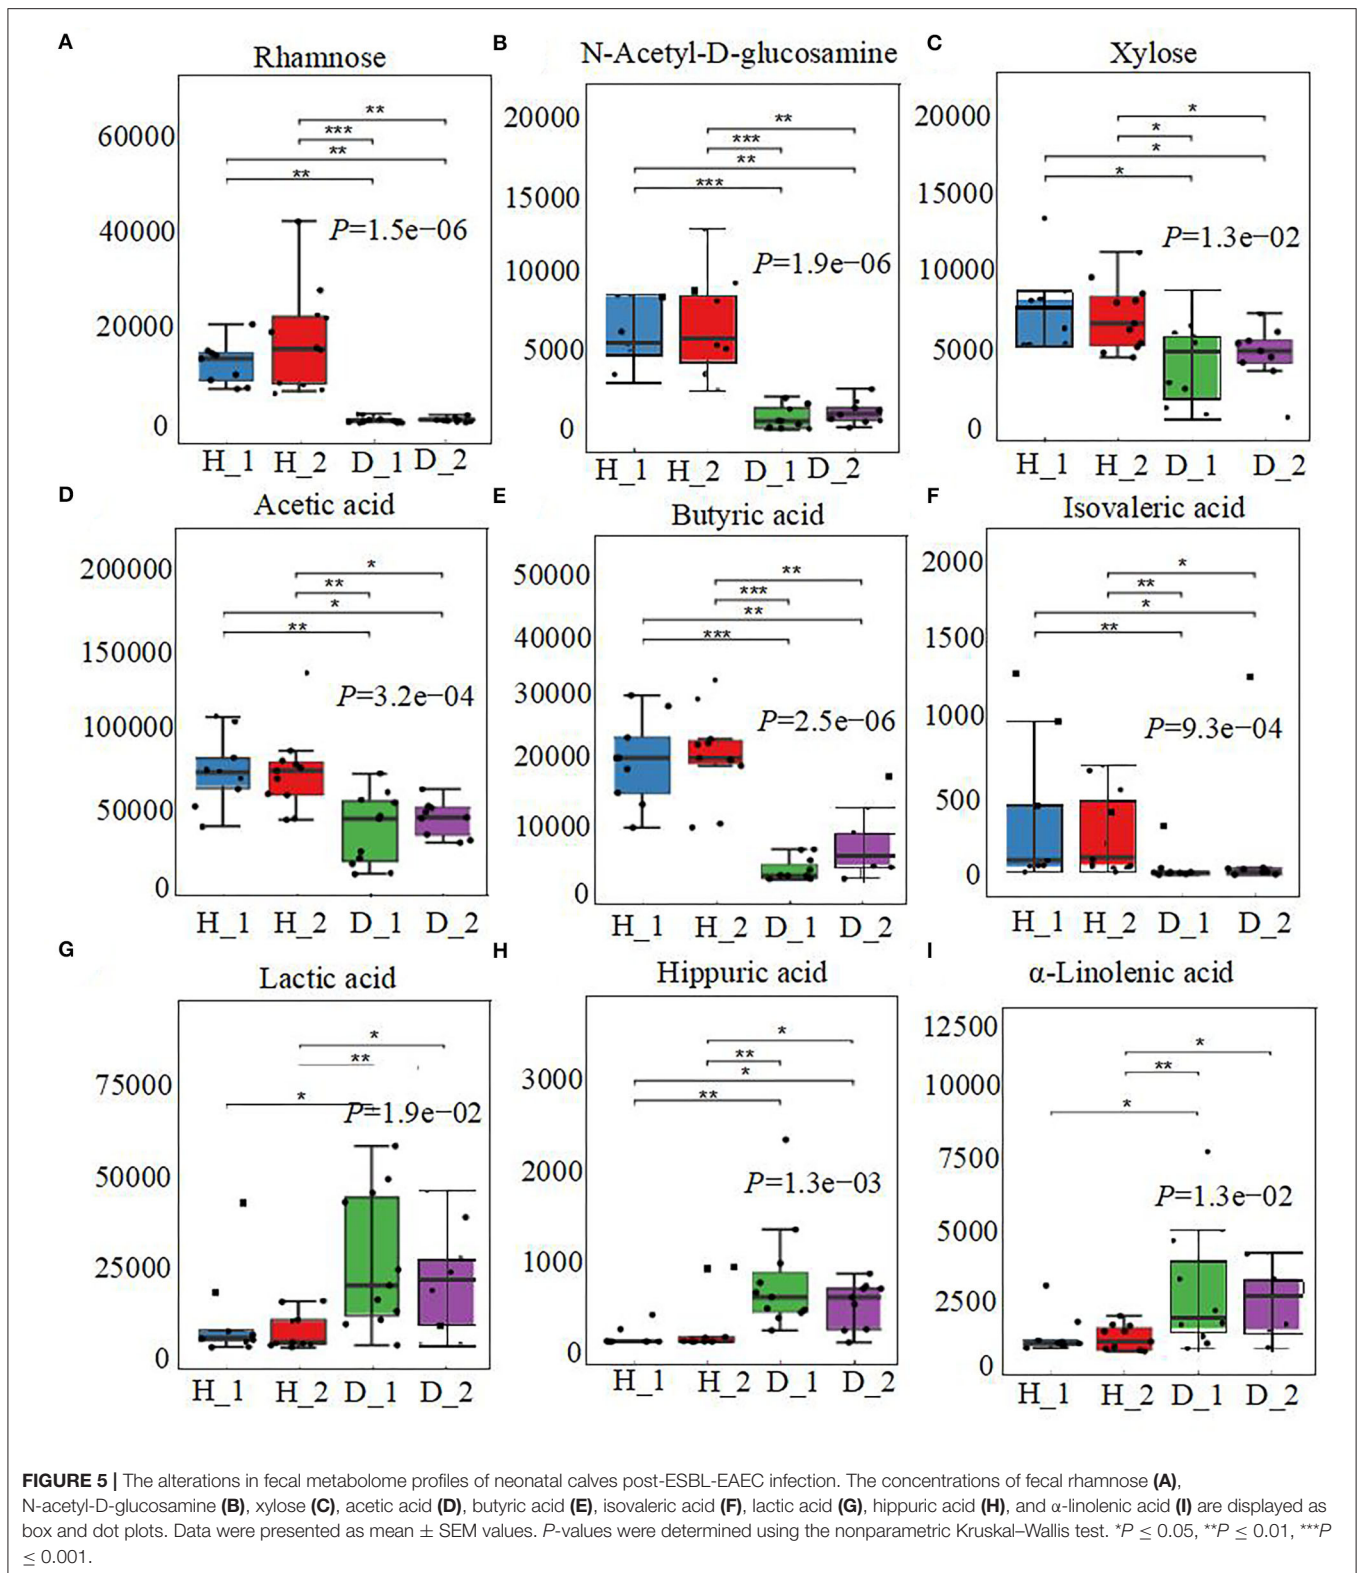 A
Rhamnose
60000
40000
20000
0
**
***
**
**
P=1.5e−06
H_1 H_2 D_1 D_2
B
N-Acetyl-D-glucosamine
20000
15000
10000
5000
0
**
***
**
***
P=1.9e−06
H_1 H_2 D_1 D_2
C
Xylose
20000
15000
10000
5000
0
*
*
*
*
P=1.3e−02
H_1 H_2 D_1 D_2
D
Acetic acid
200000
150000
100000
50000
0
*
**
*
**
P=3.2e−04
H_1 H_2 D_1 D_2
E
Butyric acid
50000
40000
30000
20000
10000
0
**
***
**
***
P=2.5e−06
H_1 H_2 D_1 D_2
F
Isovaleric acid
2000
1500
1000
500
0
*
**
*
**
P=9.3e−04
H_1 H_2 D_1 D_2
G
Lactic acid
75000
50000
25000
0
*
**
*
P=1.9e−02
H_1 H_2 D_1 D_2
H
Hippuric acid
3000
2000
1000
0
*
**
*
**
P=1.3e−03
H_1 H_2 D_1 D_2
I
α-Linolenic acid
12500
10000
7500
5000
2500
0
*
**
*
P=1.3e−02
H_1 H_2 D_1 D_2
FIGURE 5 | The alterations in fecal metabolome profiles of neonatal calves post-ESBL-EAEC infection. The concentrations of fecal rhamnose (A),
N-acetyl-D-glucosamine (B), xylose (C), acetic acid (D), butyric acid (E), isovaleric acid (F), lactic acid (G), hippuric acid (H), and α-linolenic acid (I) are displayed as
box and dot plots. Data were presented as mean ± SEM values. P-values were determined using the nonparametric Kruskal–Wallis test. *P ≤ 0.05, **P ≤ 0.01, ***P
≤ 0.001.